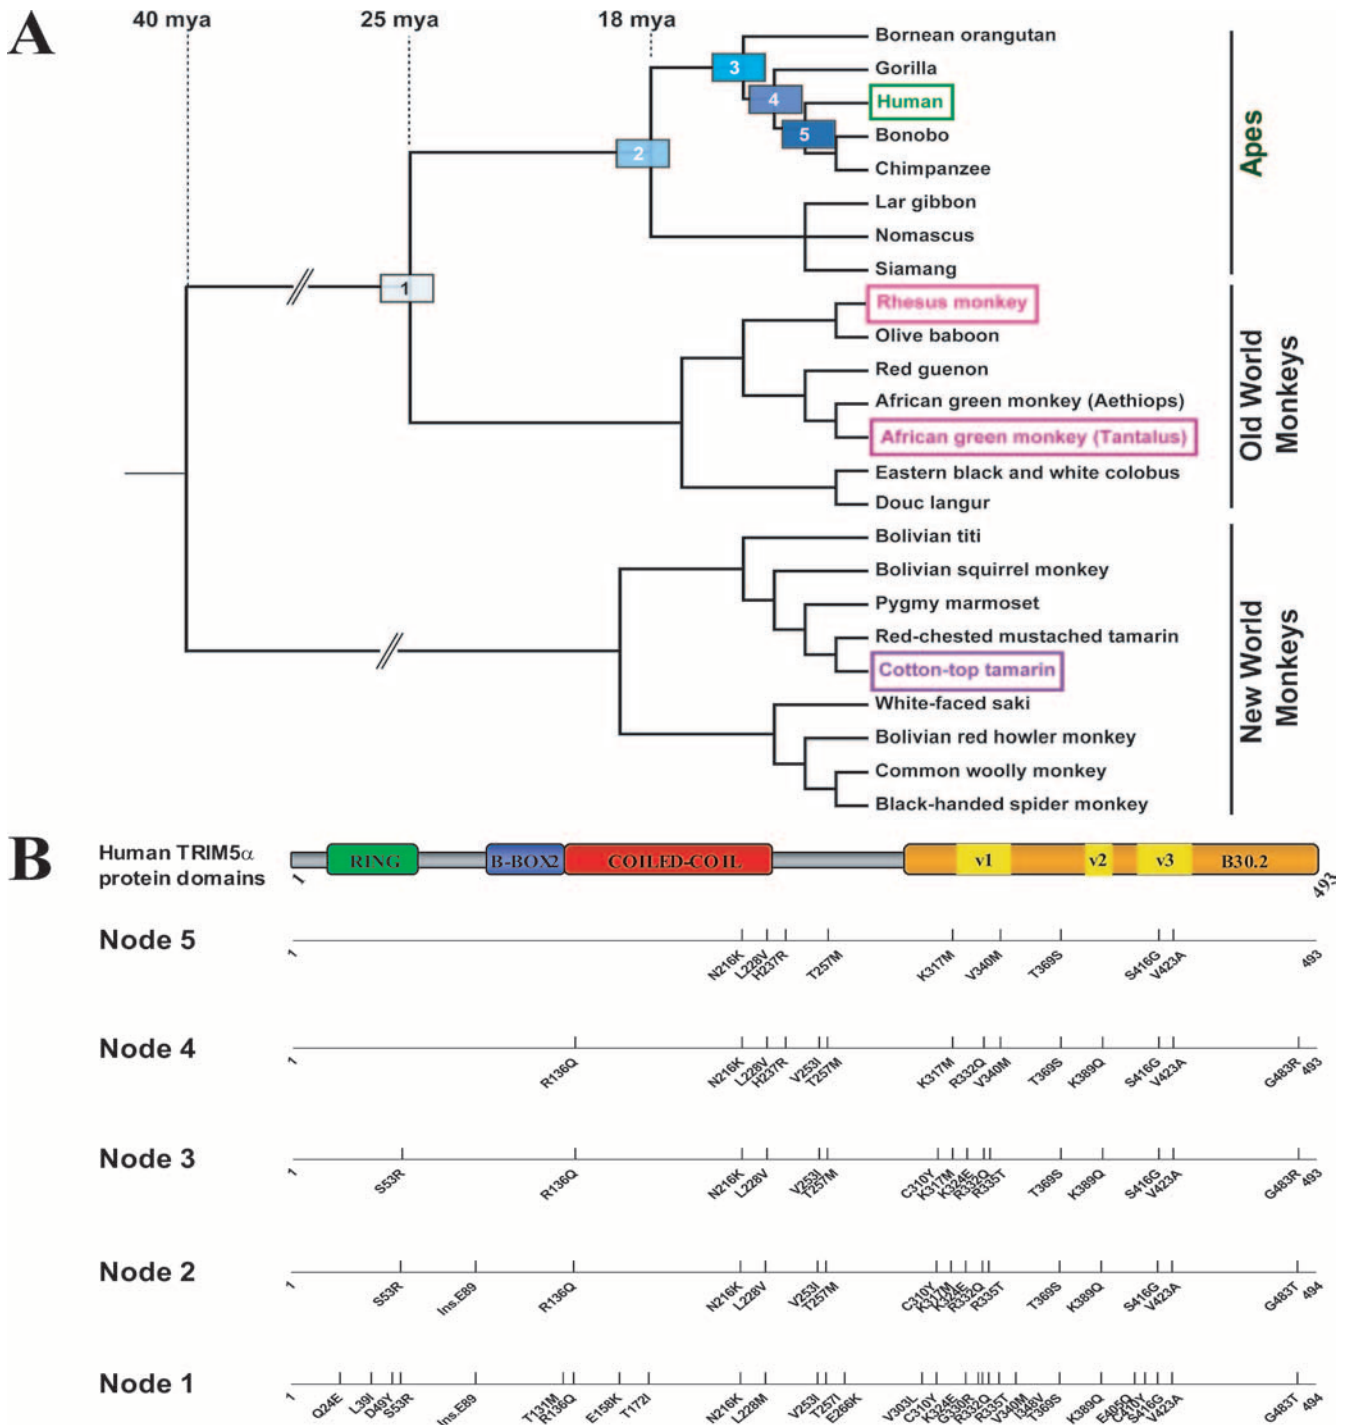 A
40 mya 25 mya 18 mya
Bornean orangutan
3
Gorilla
4
Human
5
Bonobo
2
Chimpanzee
Apes
Lar gibbon
Nomascus
Siamang
1
Rhesus monkey
Olive baboon
Red guenon
African green monkey (Aethiops)
African green monkey (Tantalus)
Old World
Monkeys
Eastern black and white colobus
Douc langur
Bolivian titi
Bolivian squirrel monkey
Pygmy marmoset
Red-chested mustached tamarin
Cotton-top tamarin
New World
Monkeys
White-faced saki
Bolivian red howler monkey
Common woolly monkey
Black-handed spider monkey
B
Human TRIM5α
protein domains
1 RING B-BOX2 COILED-COIL v1 v2 v3 B30.2 493
Node 5
1 N216K L228V H237R T257M K317M V340M T369S S416G V423A 493
Node 4
1 R136Q N216K L228V H237R V253I T257M K317M R332Q V340M T369S K389Q S416G V423A G483R 493
Node 3
1 S53R R136Q N216K L228V V253I T257M C310Y K317M K324E R332Q R335T T369S K389Q S416G V423A G483R 493
Node 2
1 S53R Ins.E89 R136Q N216K L228V V253I T257M C310Y K317M K324E R332Q R335T T369S K389Q S416G V423A G483T 494
Node 1
1 Q24E L39I D49Y S53R Ins.E89 T131M R136Q E158K T172I N216K L228M V253I T257I E266K V303L C310Y K324E G330R R332Q R335T V340M T369S K389Q E405Q S416G V423A G483T 494